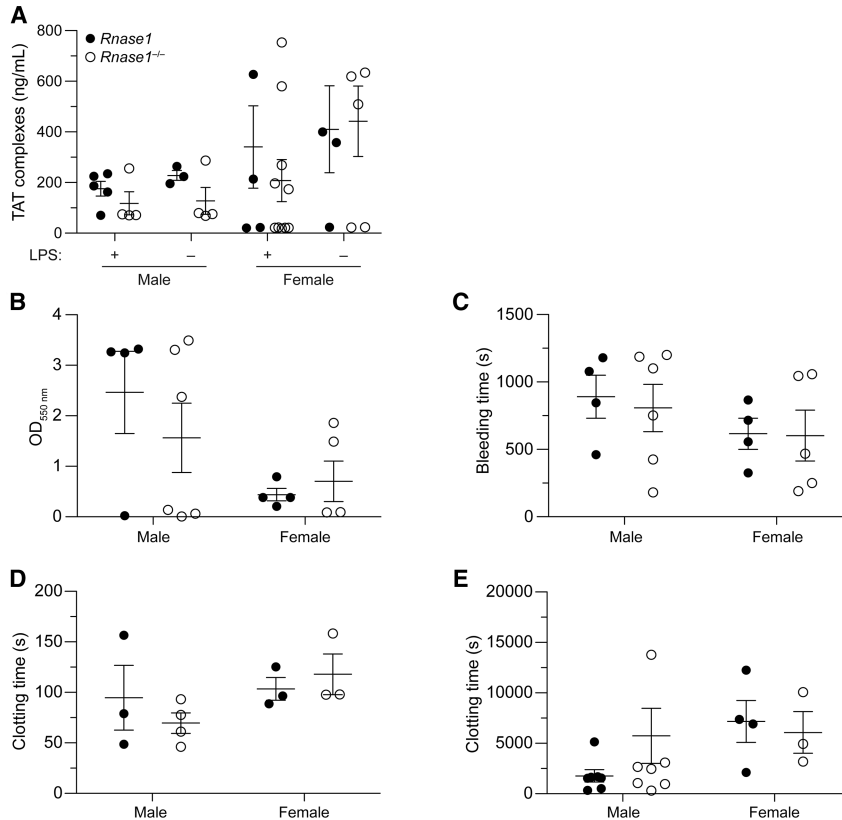 A
TAT complexes (ng/mL)
800
600
400
200
0
Rnase1
Rnase1–/–
LPS: + – + –
Male Female
B
OD550 nm
4
3
2
1
0
Male Female
C
Bleeding time (s)
1500
1000
500
0
Male Female
D
Clotting time (s)
200
150
100
50
0
Male Female
E
Clotting time (s)
20000
15000
10000
5000
0
Male Female